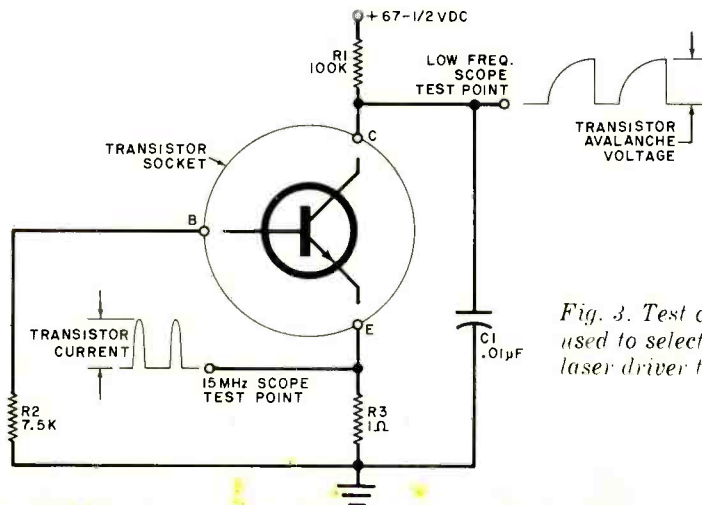 +67-1/2 VDC
R1
100K
LOW FREQ.
SCOPE
TEST POINT
TRANSISTOR
AVALANCHE
VOLTAGE
TRANSISTOR
SOCKET
C
B
E
TRANSISTOR
CURRENT
15MHz SCOPE
TEST POINT
R2
7.5K
R3
1Ω
C1
.01µF
Fig. 3. Test
used to select
laser driver